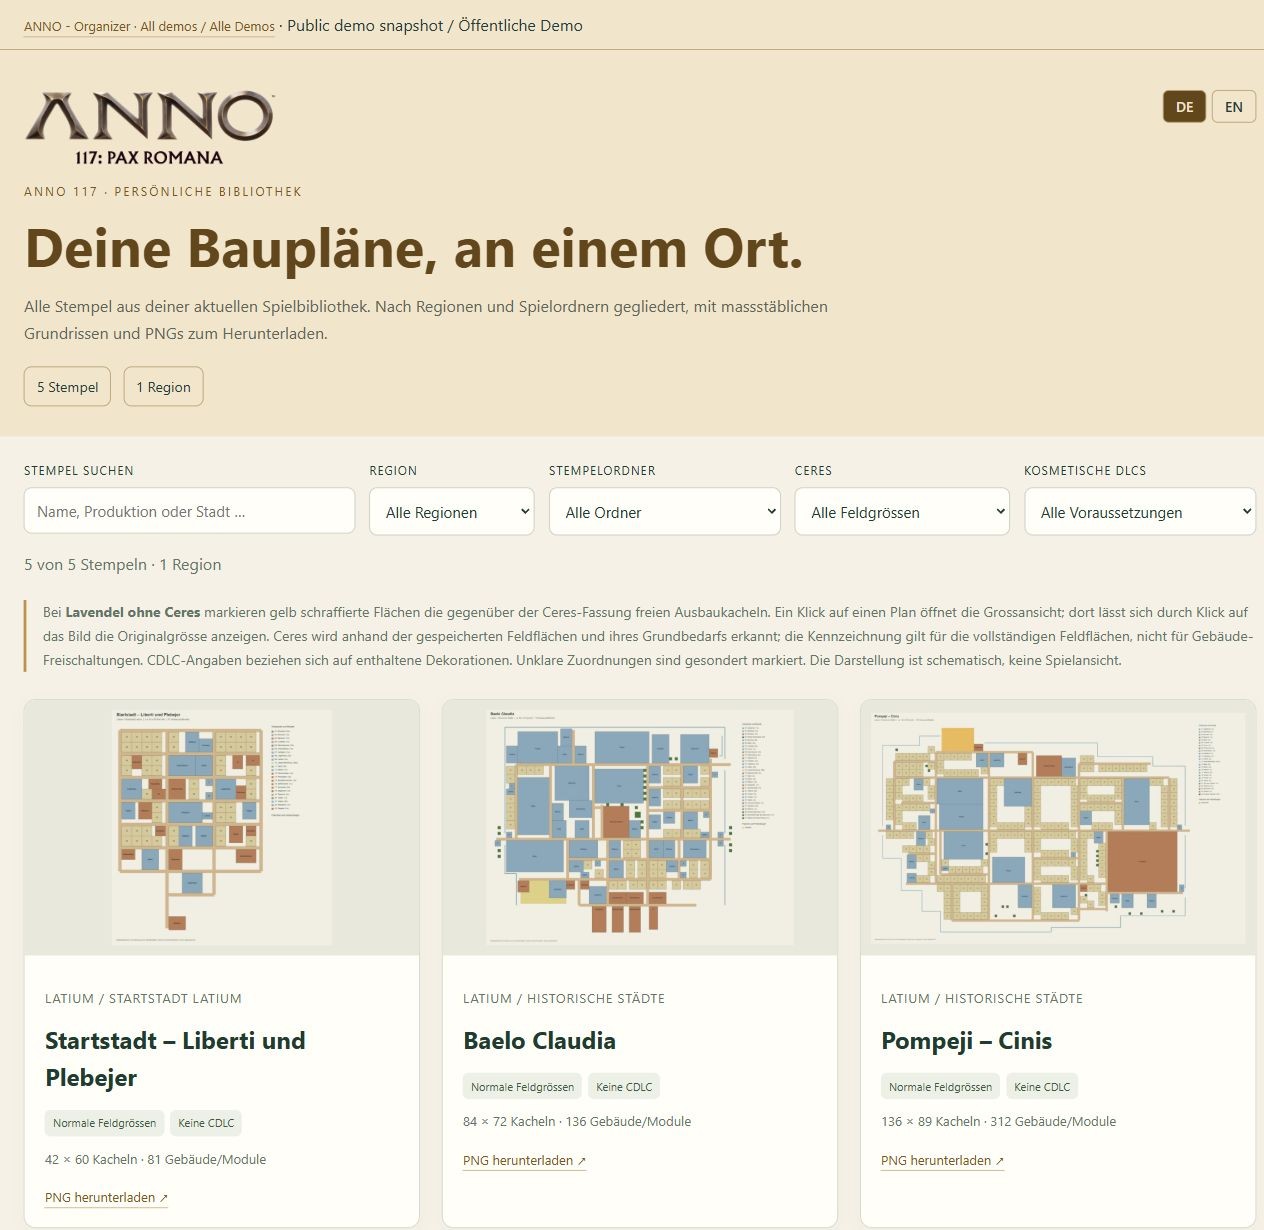 ANNO - Organizer · All demos / Alle Demos · Public demo snapshot / Öffentliche Demo
ANNO
117: PAX ROMANA
DE
EN
ANNO 117 · PERSÖNLICHE BIBLIOTHEK
Deine Baupläne, an einem Ort.
Alle Stempel aus deiner aktuellen Spielbibliothek. Nach Regionen und Spielordnern gegliedert, mit massstäblichen
Grundrissen und PNGs zum Herunterladen.
5 Stempel
1 Region
STEMPEL SUCHEN
REGION
STEMPELORDNER
CERES
KOSMETISCHE DLCS
Name, Produktion oder Stadt ...
Alle Regionen
Alle Ordner
Alle Feldgrössen
Alle Voraussetzungen
5 von 5 Stempeln · 1 Region
Bei Lavendel ohne Ceres markieren gelb schraffierte Flächen die gegenüber der Ceres-Fassung freien Ausbaukacheln. Ein Klick auf einen Plan öffnet die Grossansicht; dort lässt sich durch Klick auf
das Bild die Originalgrösse anzeigen. Ceres wird anhand der gespeicherten Feldflächen und ihres Grundbedarfs erkannt; die Kennzeichnung gilt für die vollständigen Feldflächen, nicht für Gebäude-
Freischaltungen. CDLC-Angaben beziehen sich auf enthaltene Dekorationen. Unklare Zuordnungen sind gesondert markiert. Die Darstellung ist schematisch, keine Spielansicht.
Startstadt – Liberti und Plebejer
Baelo Claudia
Pompeji – Cinis
LATIUM / STARTSTADT LATIUM
Startstadt – Liberti und
Plebejer
Normale Feldgrössen
Keine CDLC
42 × 60 Kacheln · 81 Gebäude/Module
PNG herunterladen ↗
LATIUM / HISTORISCHE STÄDTE
Baelo Claudia
Normale Feldgrössen
Keine CDLC
84 × 72 Kacheln · 136 Gebäude/Module
PNG herunterladen ↗
LATIUM / HISTORISCHE STÄDTE
Pompeji – Cinis
Normale Feldgrössen
Keine CDLC
136 × 89 Kacheln · 312 Gebäude/Module
PNG herunterladen ↗